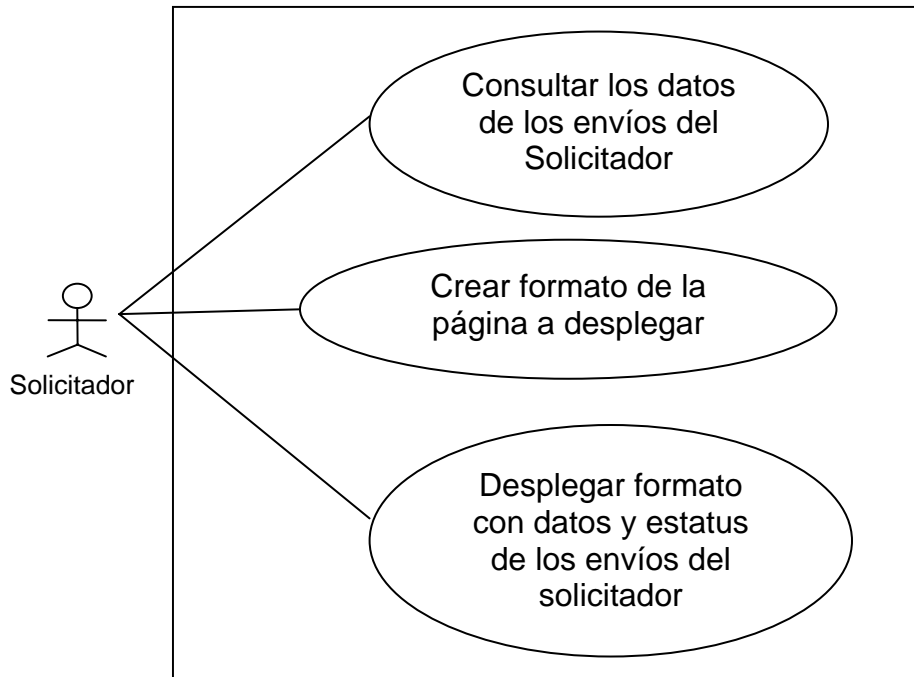 Consultar los datos
de los envíos del
Solicitador
Crear formato de la
página a desplegar
Solicitador
Desplegar formato
con datos y estatus
de los envíos del
solicitador